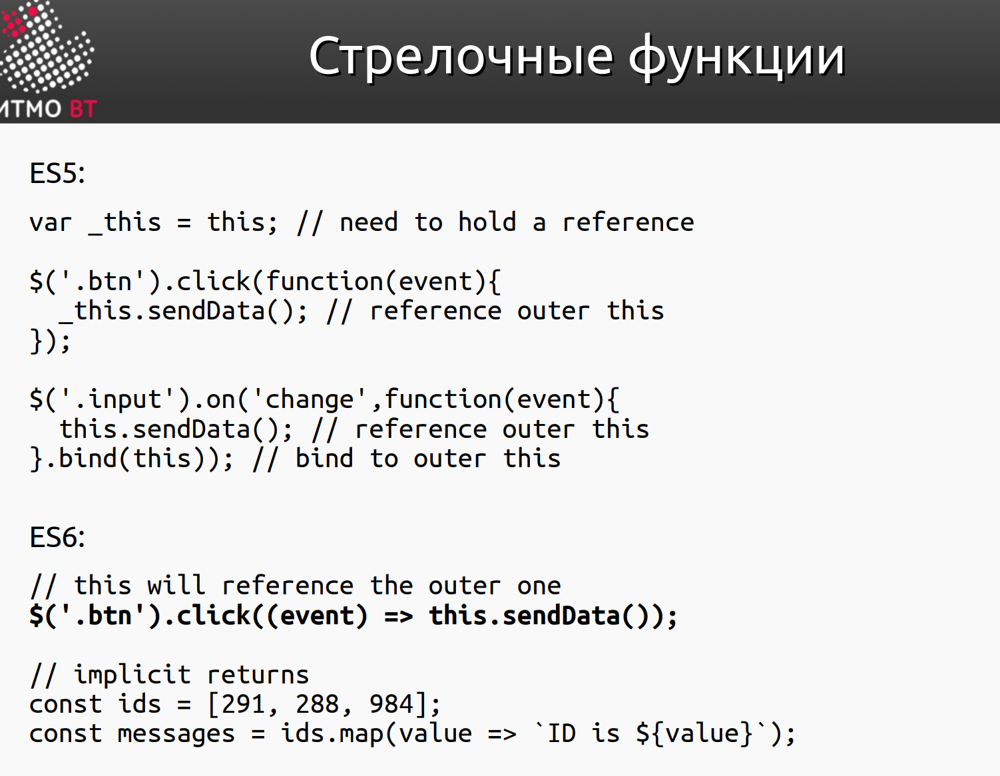 Стрелочные функции
ИТМО ВТ
ES5:
var _this = this; // need to hold a reference
$('.btn').click(function(event){
  _this.sendData(); // reference outer this
});
$('.input').on('change',function(event){
  this.sendData(); // reference outer this
}.bind(this)); // bind to outer this
ES6:
// this will reference the outer one
$('.btn').click((event) => this.sendData());
// implicit returns
const ids = [291, 288, 984];
const messages = ids.map(value => `ID is ${value}`);